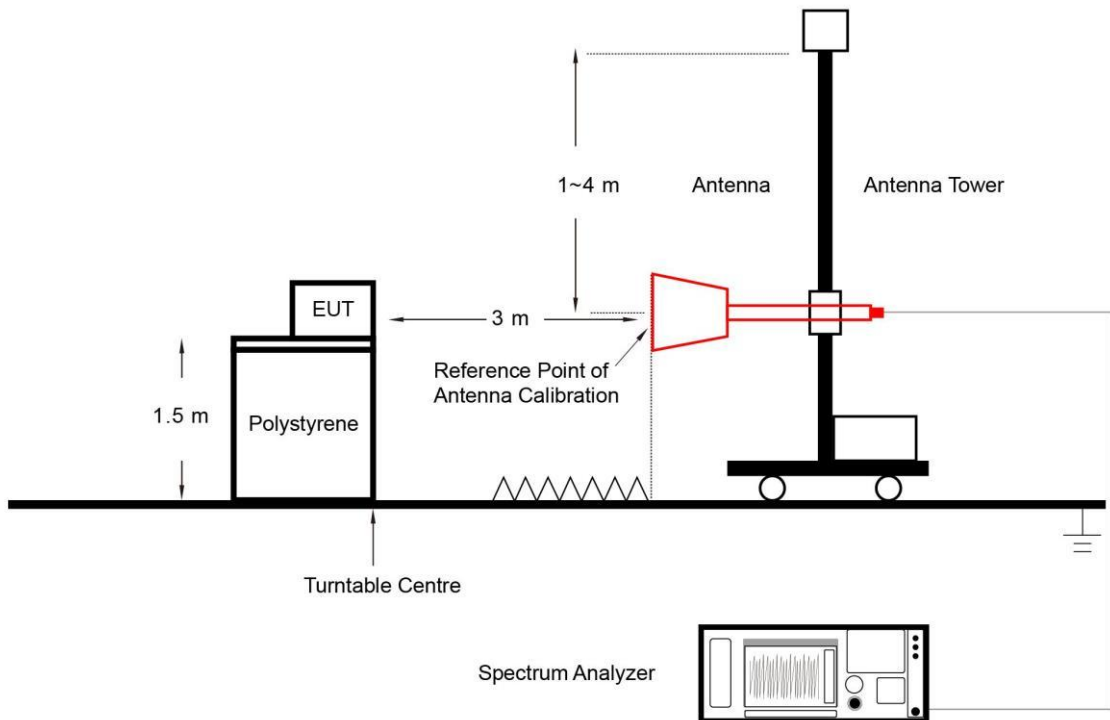 1~4 m
Antenna
Antenna Tower
EUT
3 m
Reference Point of
Antenna Calibration
1.5 m
Polystyrene
Turntable Centre
Spectrum Analyzer